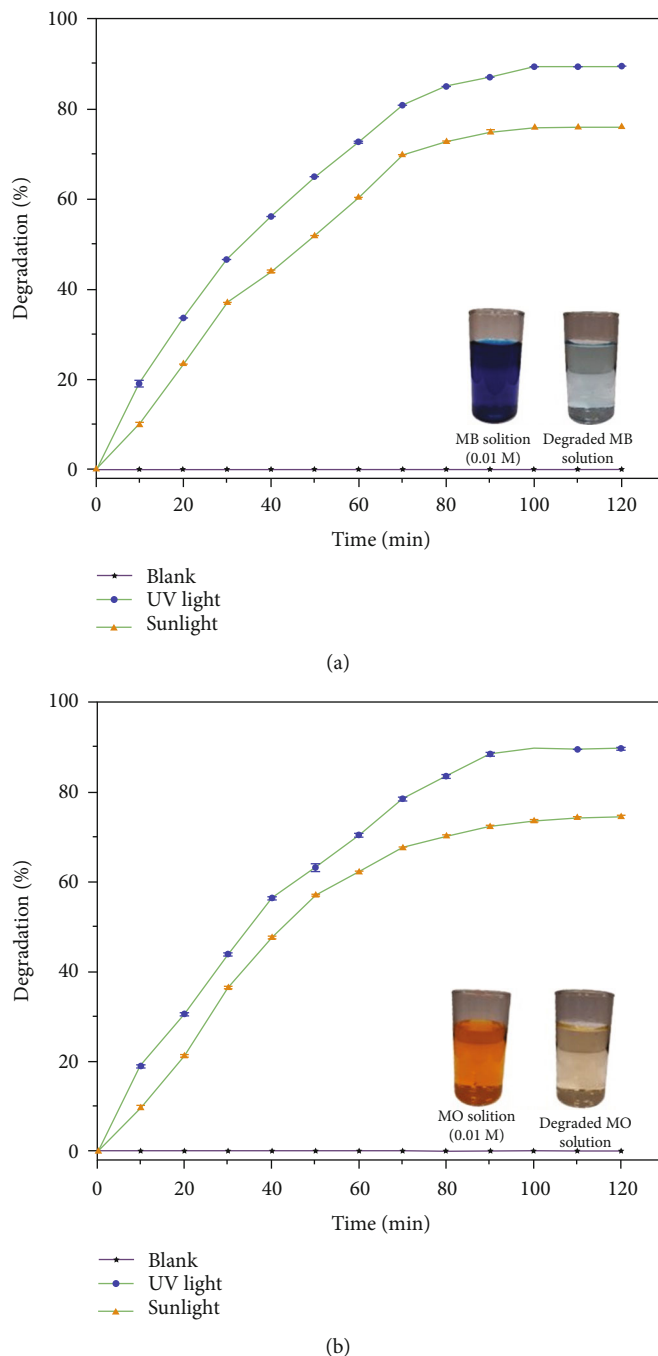 100
80
60
40
20
0
Degradation (%)
MB solition
(0.01 M)
Degraded MB
solution
0 20 40 60 80 100 120
Time (min)
Blank
UV light
Sunlight
(a)
100
80
60
40
20
0
Degradation (%)
MO solition
(0.01 M)
Degraded MO
solution
0 20 40 60 80 100 120
Time (min)
Blank
UV light
Sunlight
(b)